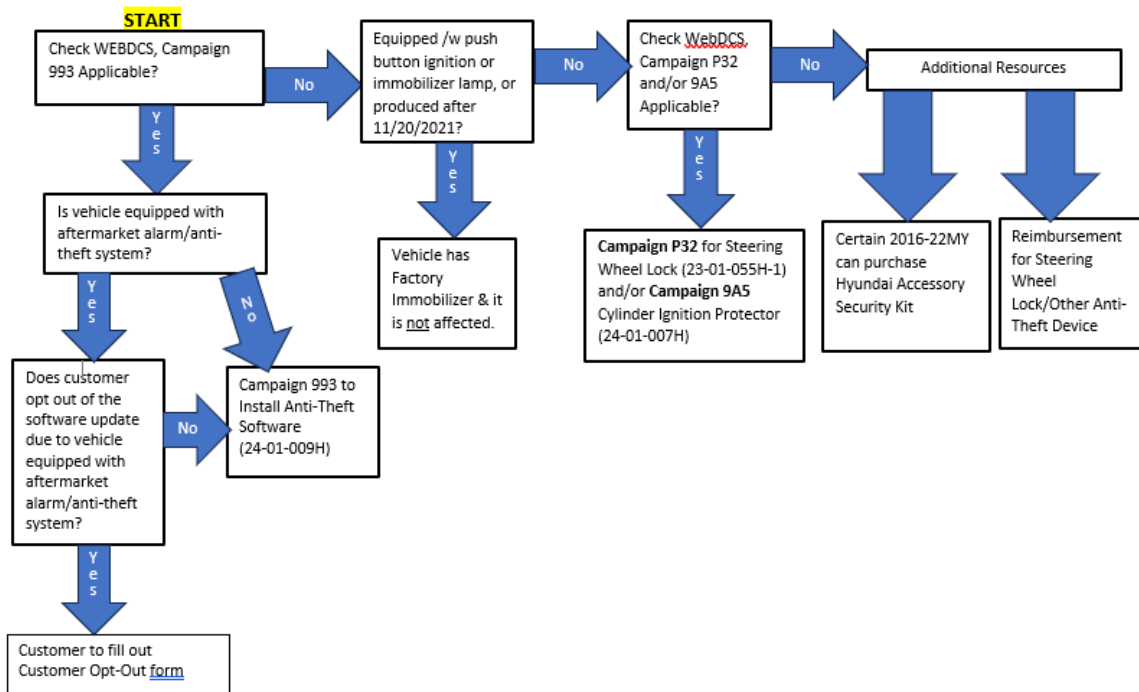 START
Check WEBDCS, Campaign
993 Applicable?
No
Equipped /w push
button ignition or
immobilizer lamp, or
produced after
11/20/2021?
No
Check WebDCS,
Campaign P32
and/or 9A5
Applicable?
No
Additional Resources
Yes
Yes
Yes
Is vehicle equipped with
aftermarket alarm/anti-
theft system?
Vehicle has
Factory
Immobilizer & it
is not affected.
Campaign P32 for Steering
Wheel Lock (23-01-055H-1)
and/or Campaign 9A5
Cylinder Ignition Protector
(24-01-007H)
Certain 2016-22MY
can purchase
Hyundai Accessory
Security Kit
Reimbursement
for Steering
Wheel
Lock/Other Anti-
Theft Device
Yes
No
Does customer
opt out of the
software update
due to vehicle
equipped with
aftermarket
alarm/anti-theft
system?
No
Campaign 993 to
Install Anti-Theft
Software
(24-01-009H)
Yes
Customer to fill out
Customer Opt-Out form